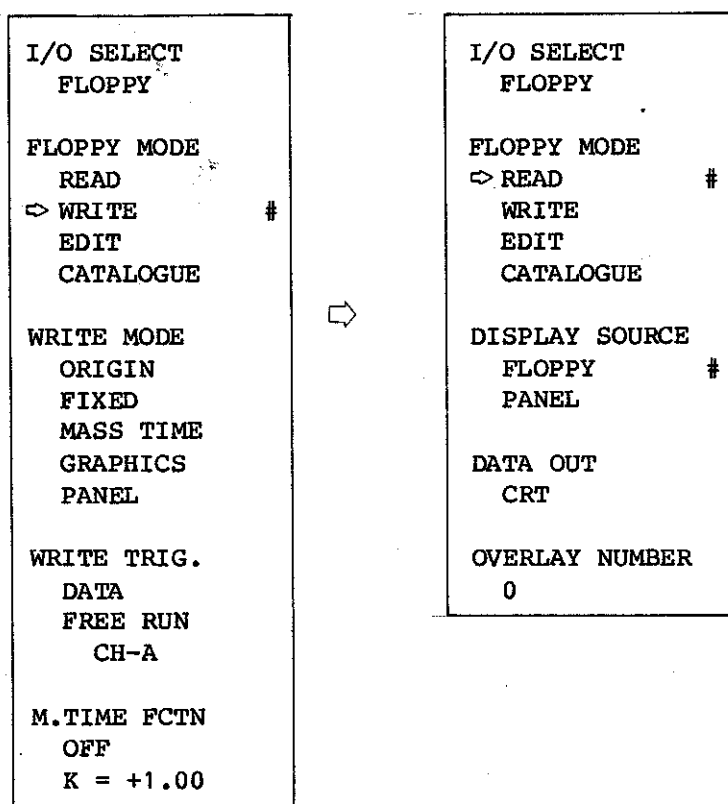 I/O SELECT
FLOPPY
FLOPPY MODE
READ
⇨ WRITE #
EDIT
CATALOGUE
WRITE MODE
ORIGIN
FIXED
MASS TIME
GRAPHICS
PANEL
WRITE TRIG.
DATA
FREE RUN
CH-A
M.TIME FCTN
OFF
K = +1.00
⇨
I/O SELECT
FLOPPY
FLOPPY MODE
⇨ READ #
WRITE
EDIT
CATALOGUE
DISPLAY SOURCE
FLOPPY #
PANEL
DATA OUT
CRT
OVERLAY NUMBER
0